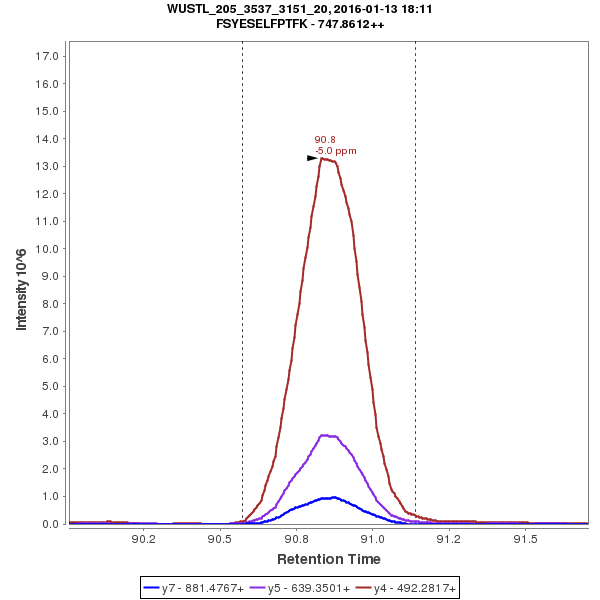 WUSTL_205_3537_3151_20, 2016-01-13 18:11
FSYESELFPTFK - 747.8612++
17.0
16.0
15.0
14.0
13.0
12.0
11.0
10.0
9.0
8.0
7.0
6.0
5.0
4.0
3.0
2.0
1.0
0.0
Intensity 10^6
90.8
-5.0 ppm
90.2 90.5 90.8 91.0 91.2 91.5
Retention Time
y7 - 881.4767+ y5 - 639.3501+ y4 - 492.2817+